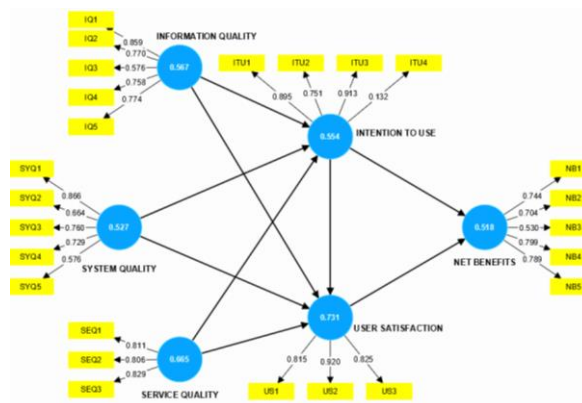 IQ1
IQ2
IQ3
IQ4
IQ5
0.859
0.770
0.576
0.758
0.774
INFORMATION QUALITY
0.567
ITU1
ITU2
ITU3
ITU4
0.895
0.751
0.913
0.132
0.554
INTENTION TO USE
SYQ1
SYQ2
SYQ3
SYQ4
SYQ5
0.866
0.664
0.760
0.729
0.576
0.527
SYSTEM QUALITY
NB1
NB2
NB3
NB4
NB5
0.744
0.704
0.530
0.799
0.789
0.518
NET BENEFITS
SEQ1
SEQ2
SEQ3
0.811
0.806
0.829
0.665
SERVICE QUALITY
0.731
USER SATISFACTION
0.815
0.920
0.825
US1
US2
US3